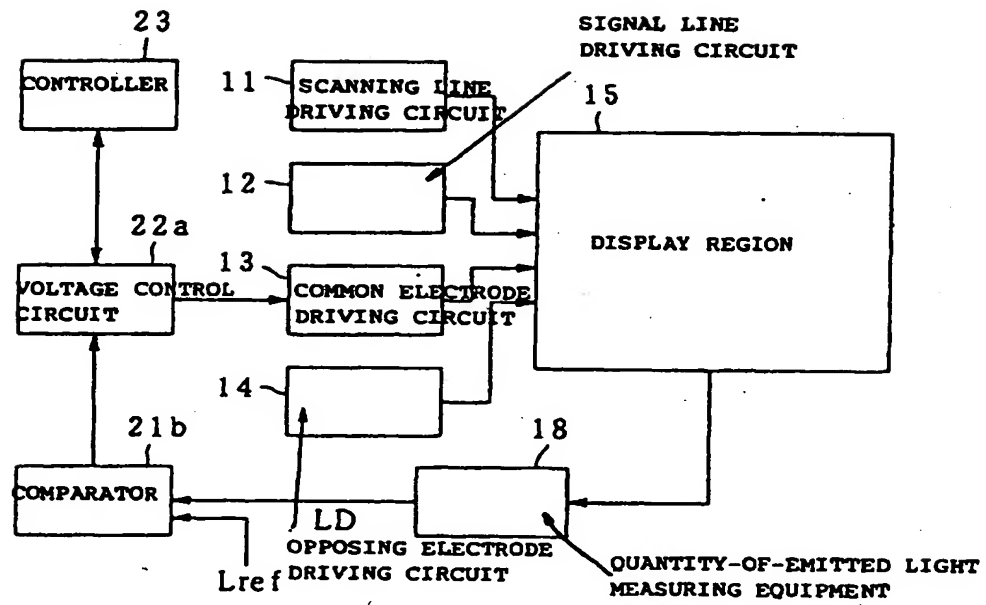 23
CONTROLLER
11
SCANNING LINE
DRIVING CIRCUIT
SIGNAL LINE
DRIVING CIRCUIT
15
12
DISPLAY REGION
22a
VOLTAGE CONTROL
CIRCUIT
13
COMMON ELECTRODE
DRIVING CIRCUIT
14
21b
COMPARATOR
18
LD
OPPOSING ELECTRODE
DRIVING CIRCUIT
Lref
QUANTITY-OF-EMITTED LIGHT
MEASURING EQUIPMENT